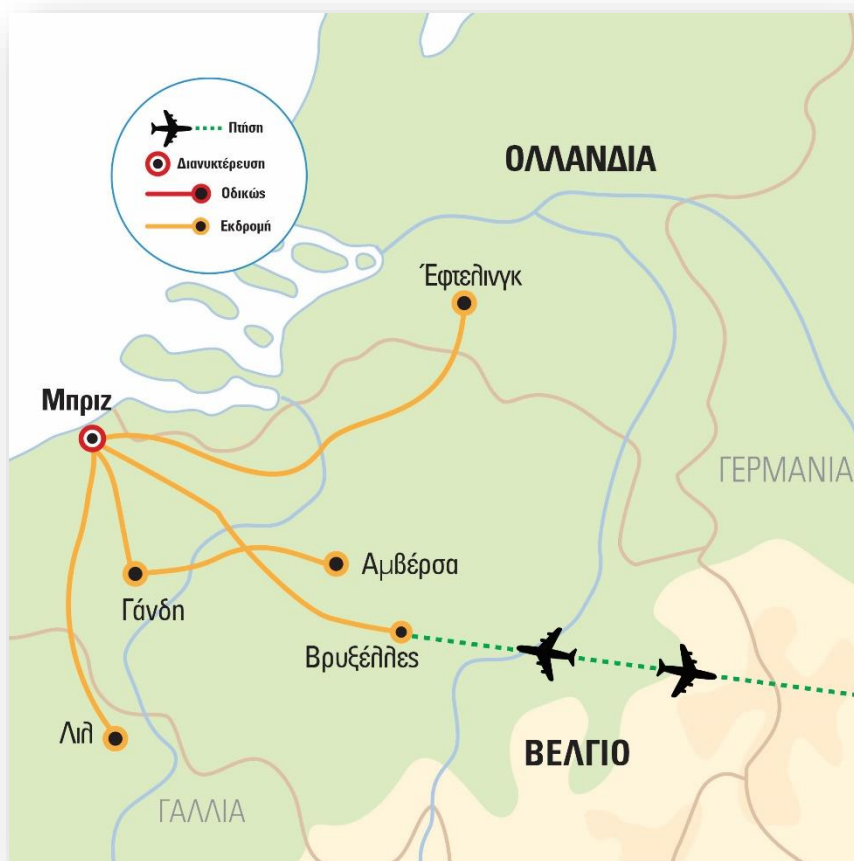 Πτήση
Διανυκτέρευση
Οδικώς
Εκδρομή
ΟΛΛΑΝΔΙΑ
Έφτελινγκ
Μπριζ
ΓΕΡΜΑΝΙΑ
Αμβέρσα
Γάνδη
Βρυξέλλες
Λιλ
ΒΕΛΓΙΟ
ΓΑΛΛΙΑ